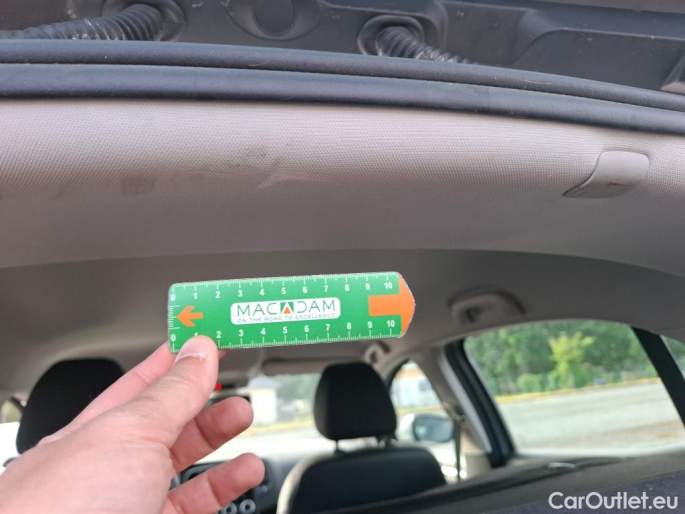 0 1 2 3 4 5 6 7 8 9 10
MACADAM
ON THE ROAD TO EXCELLENCE
0 2 3 4 5 6 7 8 9 10
CarOutlet.eu